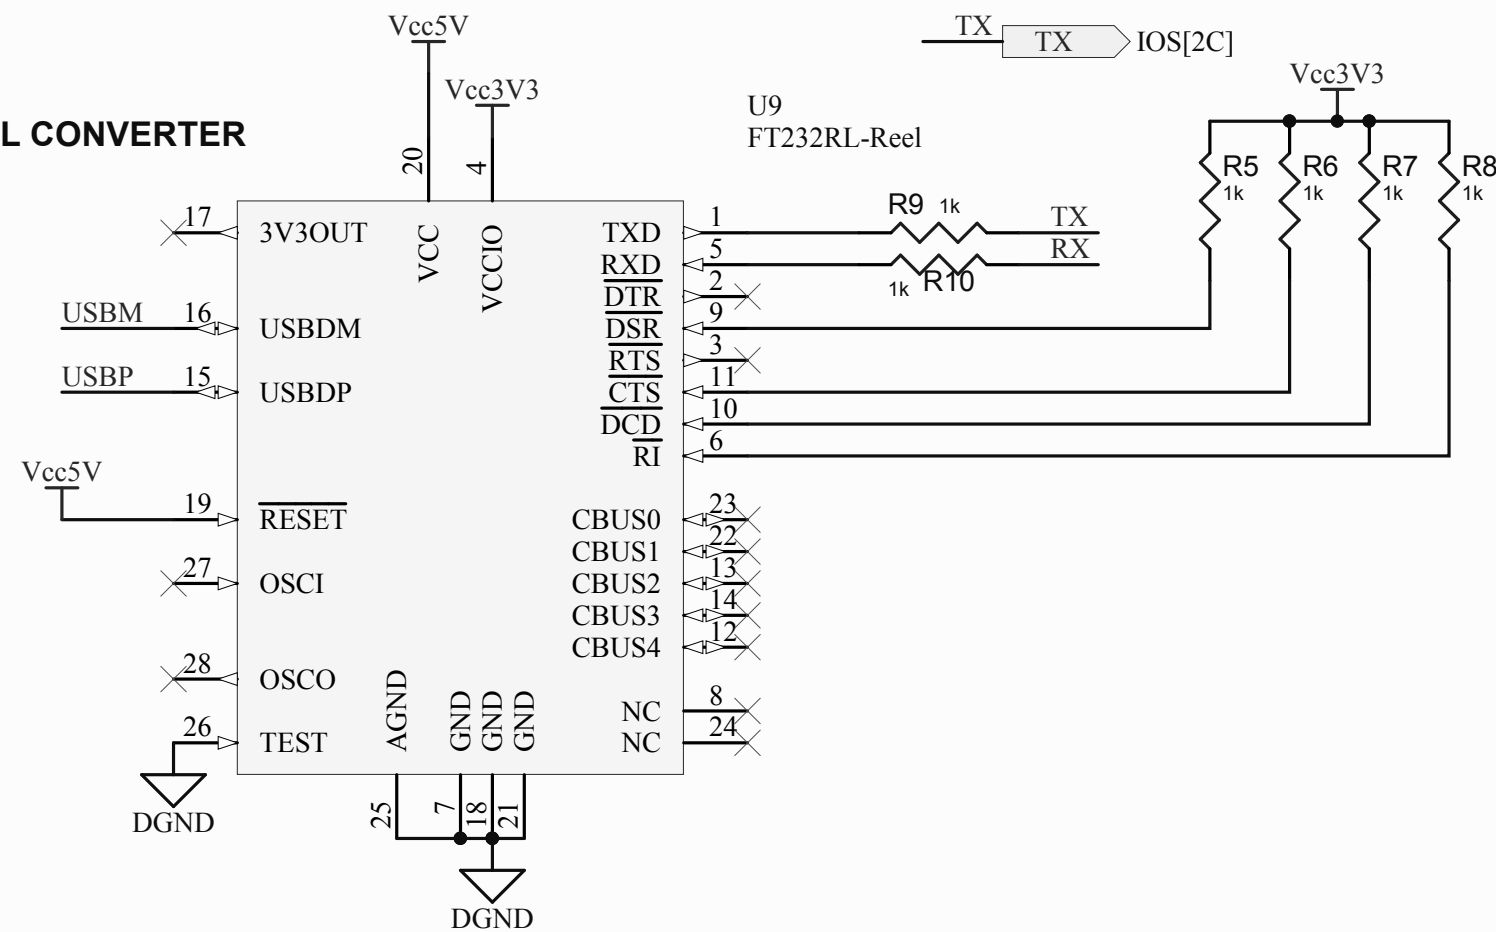 Vcc5V
TX TX IOS[2C]
Vcc3V3
Vcc3V3
U9
FT232RL-Reel
L CONVERTER
20
4
R5 1k
R6 1k
R7 1k
R8 1k
17 3V3OUT
VCC
VCCIO
TXD 1 R9 1k TX
RXD 5 RX
1k R10
DTR 2
USBM 16 USBDM
DSR 9
RTS 3
USBP 15 USBDP
CTS 11
DCD 10
RI 6
Vcc5V
19 RESET
CBUS0 23
CBUS1 22
27 OSCI
CBUS2 13
CBUS3 14
CBUS4 12
28 OSCO
AGND
GND
GND
GND
NC 8
26 TEST
NC 24
25
7
18
21
DGND
DGND